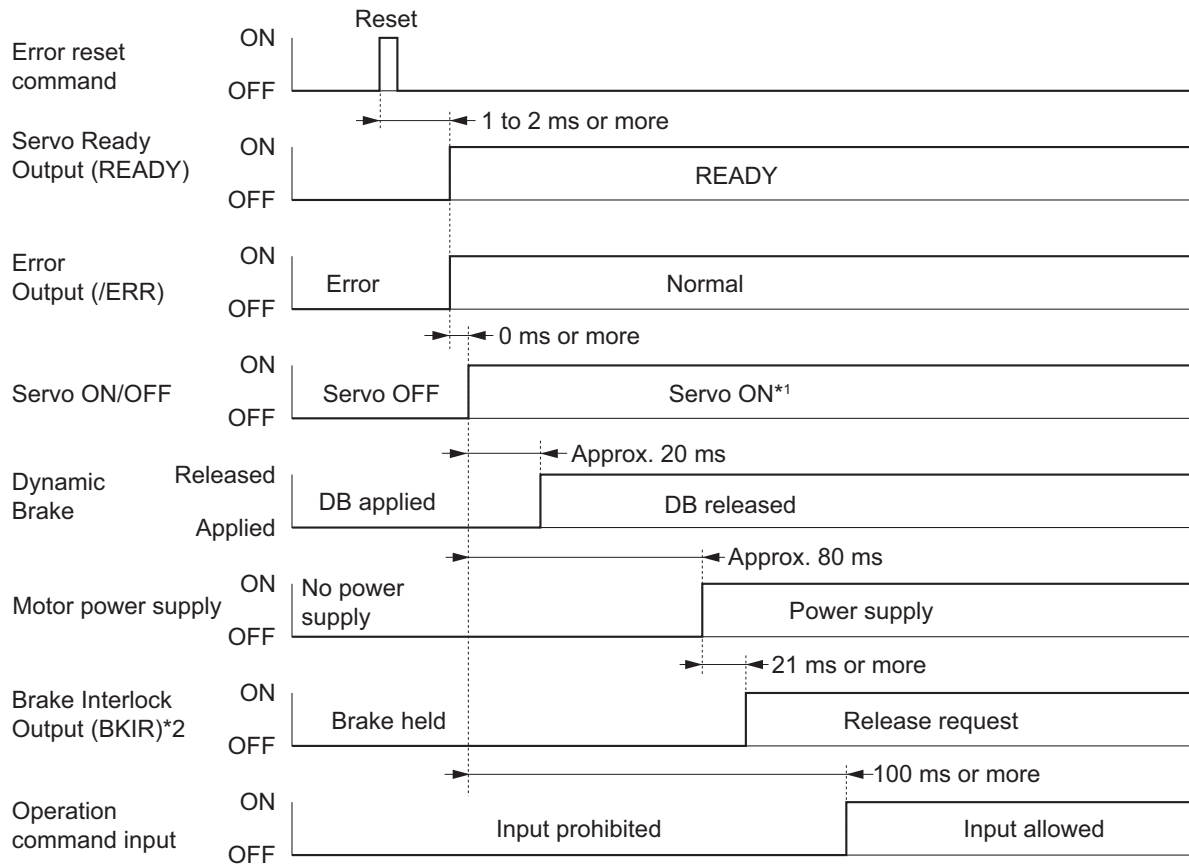 Reset
Error reset
command
ON
OFF
1 to 2 ms or more
Servo Ready
Output (READY)
ON
OFF
READY
Error
Output (/ERR)
ON
OFF
Error
Normal
0 ms or more
Servo ON/OFF
ON
OFF
Servo OFF
Servo ON*¹
Approx. 20 ms
Dynamic
Brake
Released
Applied
DB applied
DB released
Approx. 80 ms
Motor power supply
ON
OFF
No power
supply
Power supply
21 ms or more
Brake Interlock
Output (BKIR)*2
ON
OFF
Brake held
Release request
100 ms or more
Operation
command input
ON
OFF
Input prohibited
Input allowed